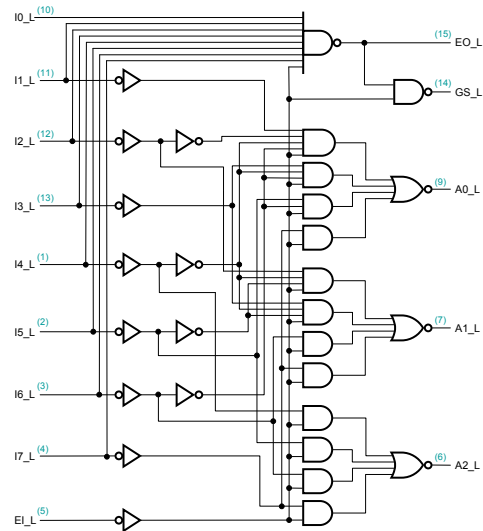 I0_L (10)
(15) EO_L
I1_L (11)
(14) GS_L
I2_L (12)
(9) A0_L
I3_L (13)
I4_L (1)
(7) A1_L
I5_L (2)
I6_L (3)
I7_L (4)
(6) A2_L
EI_L (5)